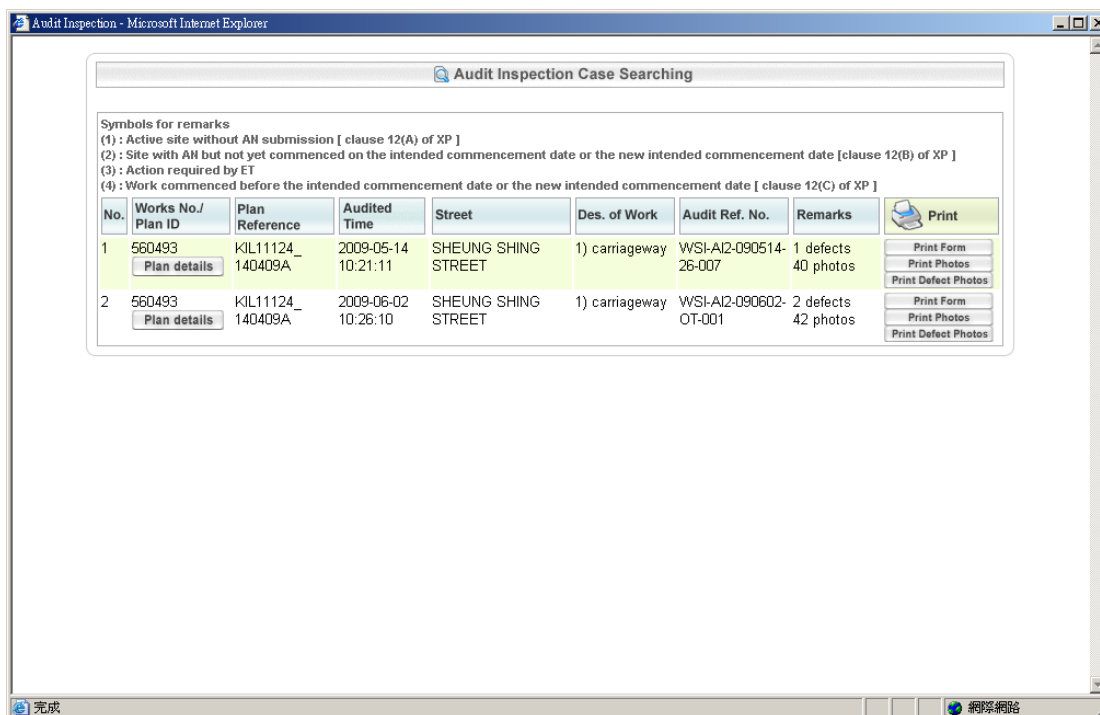 Audit Inspection - Microsoft Internet Explorer
Audit Inspection Case Searching
Symbols for remarks
(1) : Active site without AN submission [ clause 12(A) of XP ]
(2) : Site with AN but not yet commenced on the intended commencement date or the new intended commencement date [clause 12(B) of XP ]
(3) : Action required by ET
(4) : Work commenced before the intended commencement date or the new intended commencement date [ clause 12(C) of XP ]
No. Works No./ Plan ID Plan Reference Audited Time Street Des. of Work Audit Ref. No. Remarks Print
1 560493 KIL11124_ 2009-05-14 SHEUNG SHING 1) carriageway WSI-AI2-090514- 1 defects Print Form
Plan details 140409A 10:21:11 STREET 26-007 40 photos Print Photos
Print Defect Photos
2 560493 KIL11124_ 2009-06-02 SHEUNG SHING 1) carriageway WSI-AI2-090602- 2 defects Print Form
Plan details 140409A 10:26:10 STREET OT-001 42 photos Print Photos
Print Defect Photos
完成 網際網路